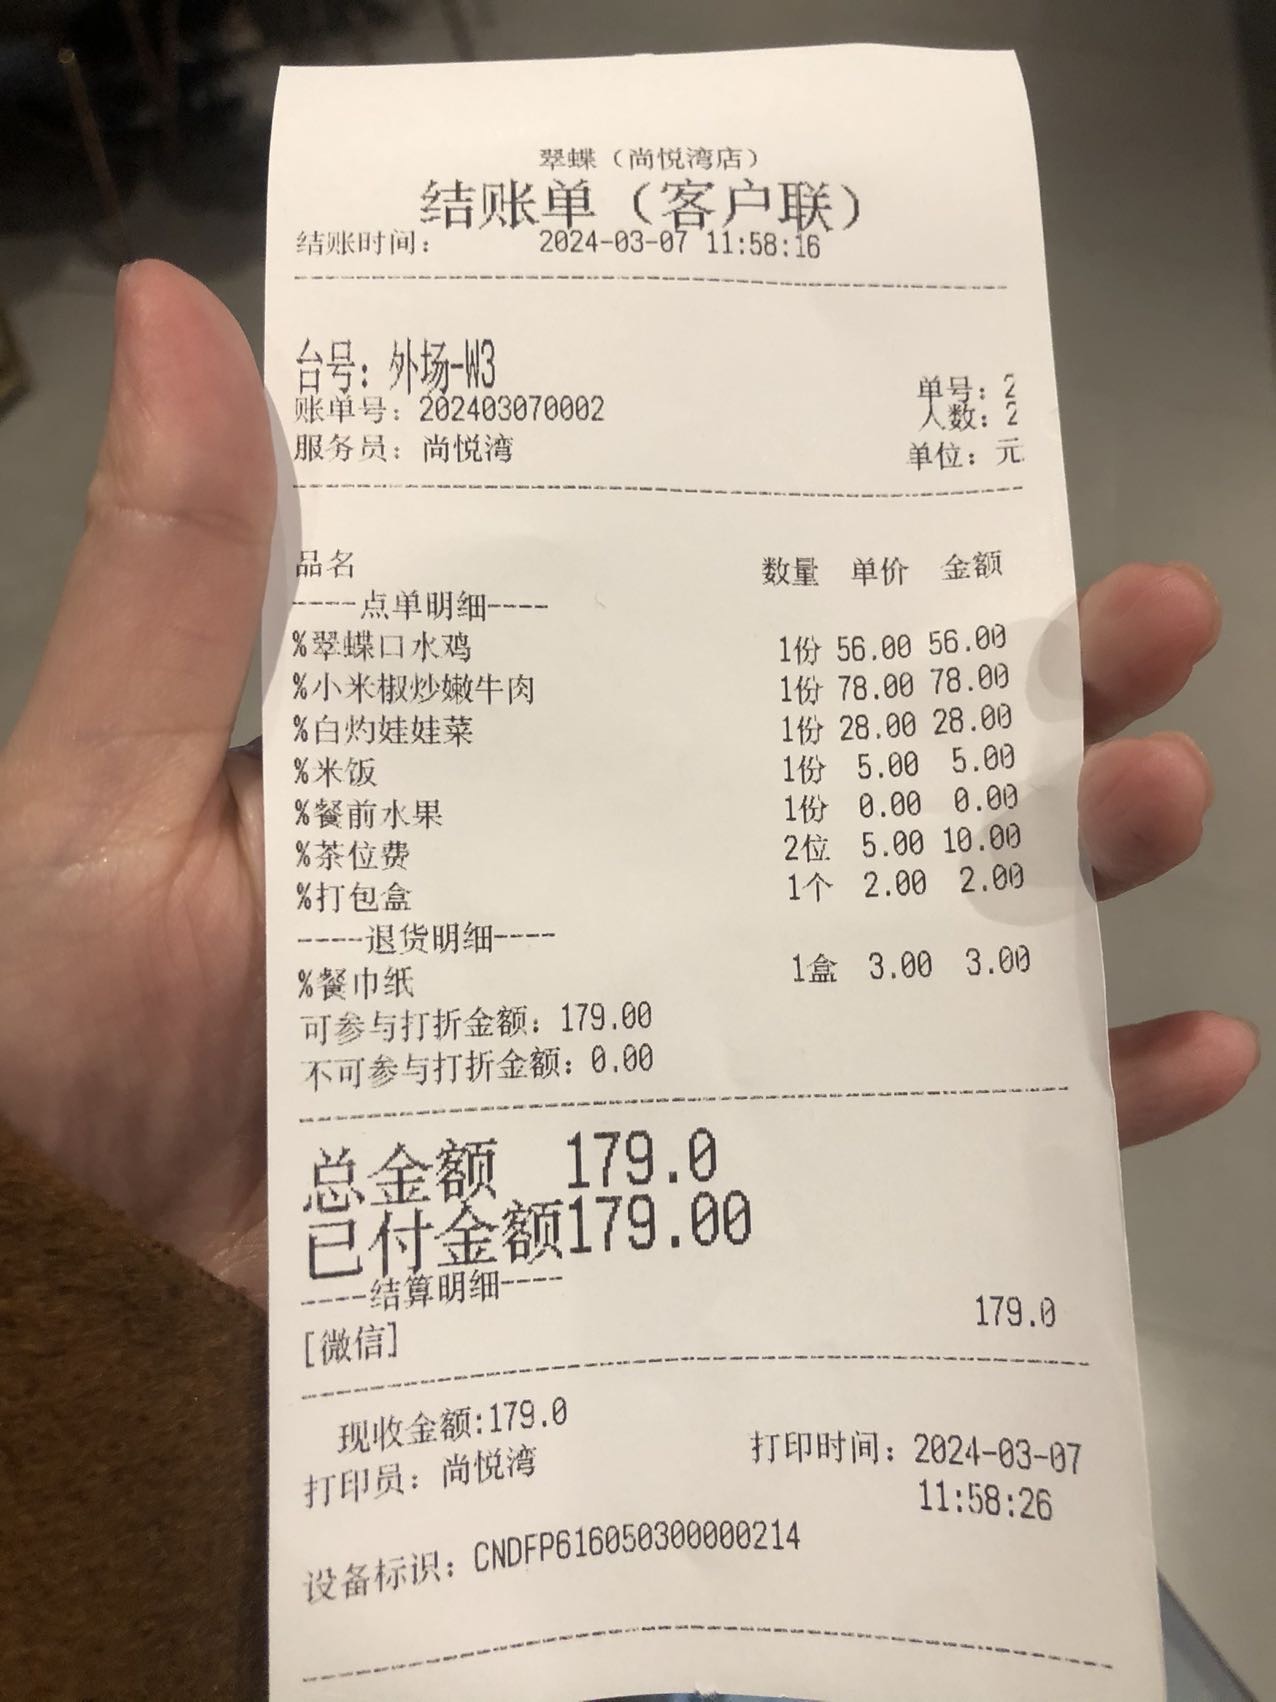 翠蝶（尚悦湾店）
结账单（客户联）
结账时间： 2024-03-07 11:58:16
台号：外场-W3
单号：2
账单号：202403070002
人数：2
服务员：尚悦湾
单位：元
品名 数量 单价 金额
----点单明细----
%翠蝶口水鸡 1份 56.00 56.00
%小米椒炒嫩牛肉 1份 78.00 78.00
%白灼娃娃菜 1份 28.00 28.00
%米饭 1份 5.00 5.00
%餐前水果 1份 0.00 0.00
%茶位费 2位 5.00 10.00
%打包盒 1个 2.00 2.00
----退货明细----
%餐巾纸 1盒 3.00 3.00
可参与打折金额：179.00
不可参与打折金额：0.00
总金额 179.0
已付金额179.00
----结算明细----
[微信] 179.0
现收金额:179.0
打印员：尚悦湾 打印时间：2024-03-07
11:58:26
设备标识：CNDFP616050300000214